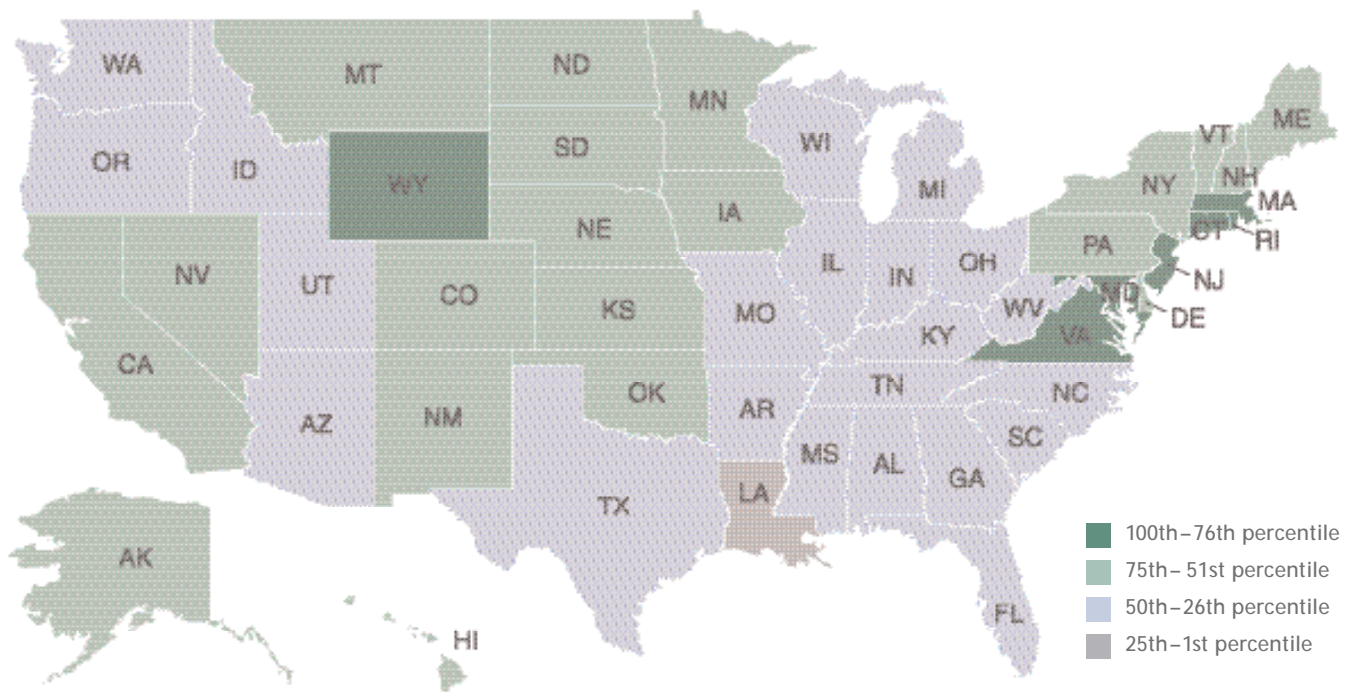 WA
MT
ND
MN
ME
VT
OR
ID
WY
SD
WI
MI
NY
NH
MA
IA
NE
CT
RI
PA
NV
UT
CO
KS
IL
IN
OH
NJ
MO
WV
MD
DE
KY
VA
CA
AZ
NM
OK
AR
TN
NC
SC
MS
AL
GA
LA
TX
AK
HI
FL
100th–76th percentile
75th–51st percentile
50th–26th percentile
25th–1st percentile